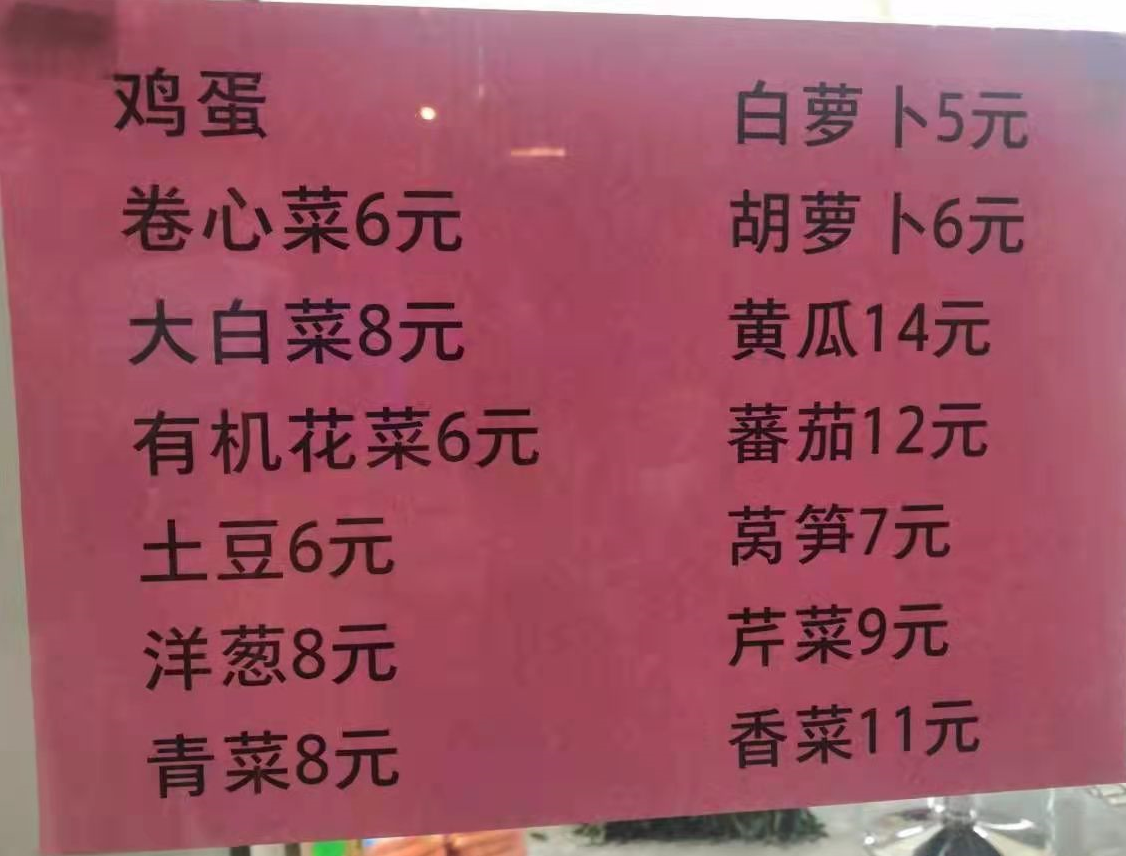 鸡蛋
卷心菜6元
大白菜8元
有机花菜6元
土豆6元
洋葱8元
青菜8元
白萝卜5元
胡萝卜6元
黄瓜14元
蕃茄12元
莴笋7元
芹菜9元
香菜11元